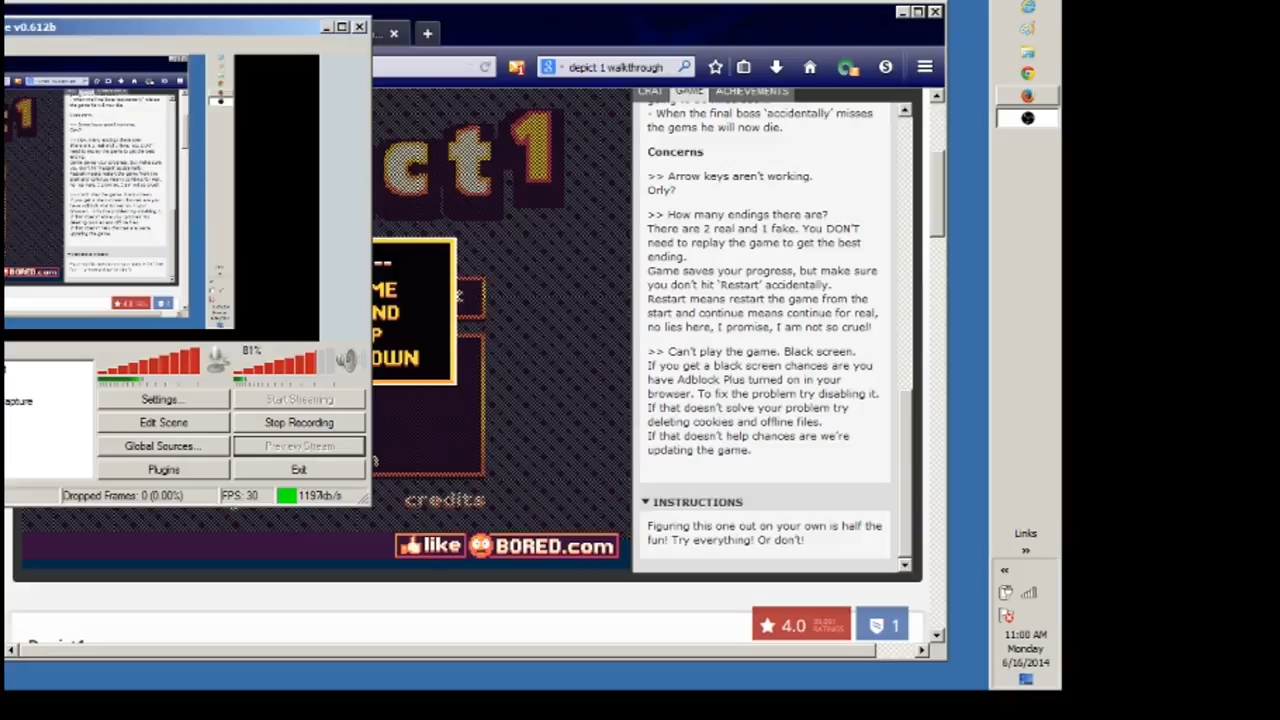 e v0.612b
depict 1 walkthrough
CHAT GAME ACHIEVEMENTS
- When the final boss 'accidentally' misses
the gems he will now die.
Concerns
>> Arrow keys aren't working.
Orly?
>> How many endings there are?
There are 2 real and 1 fake. You DON'T
need to replay the game to get the best
ending.
Game saves your progress, but make sure
you don't hit 'Restart' accidentally.
Restart means restart the game from the
start and continue means continue for real,
no lies here, I promise, I am not so cruel!
>> Can't play the game. Black screen.
If you get a black screen chances are you
have Adblock Plus turned on in your
browser. To fix the problem try disabling it.
If that doesn't solve your problem try
deleting cookies and offline files.
If that doesn't help chances are we're
updating the game.
INSTRUCTIONS
Figuring this one out on your own is half the
fun! Try everything! Or don't!
ct1
ME
ND
P
OWN
credits
like BORED.com
4.0 RATINGS
1
81%
apture
Settings...
Start Streaming
Edit Scene
Stop Recording
Global Sources...
Preview Stream
Plugins
Exit
Dropped Frames: 0 (0.00%)
FPS: 30
1197kb/s
Links
11:00 AM
Monday
6/16/2014